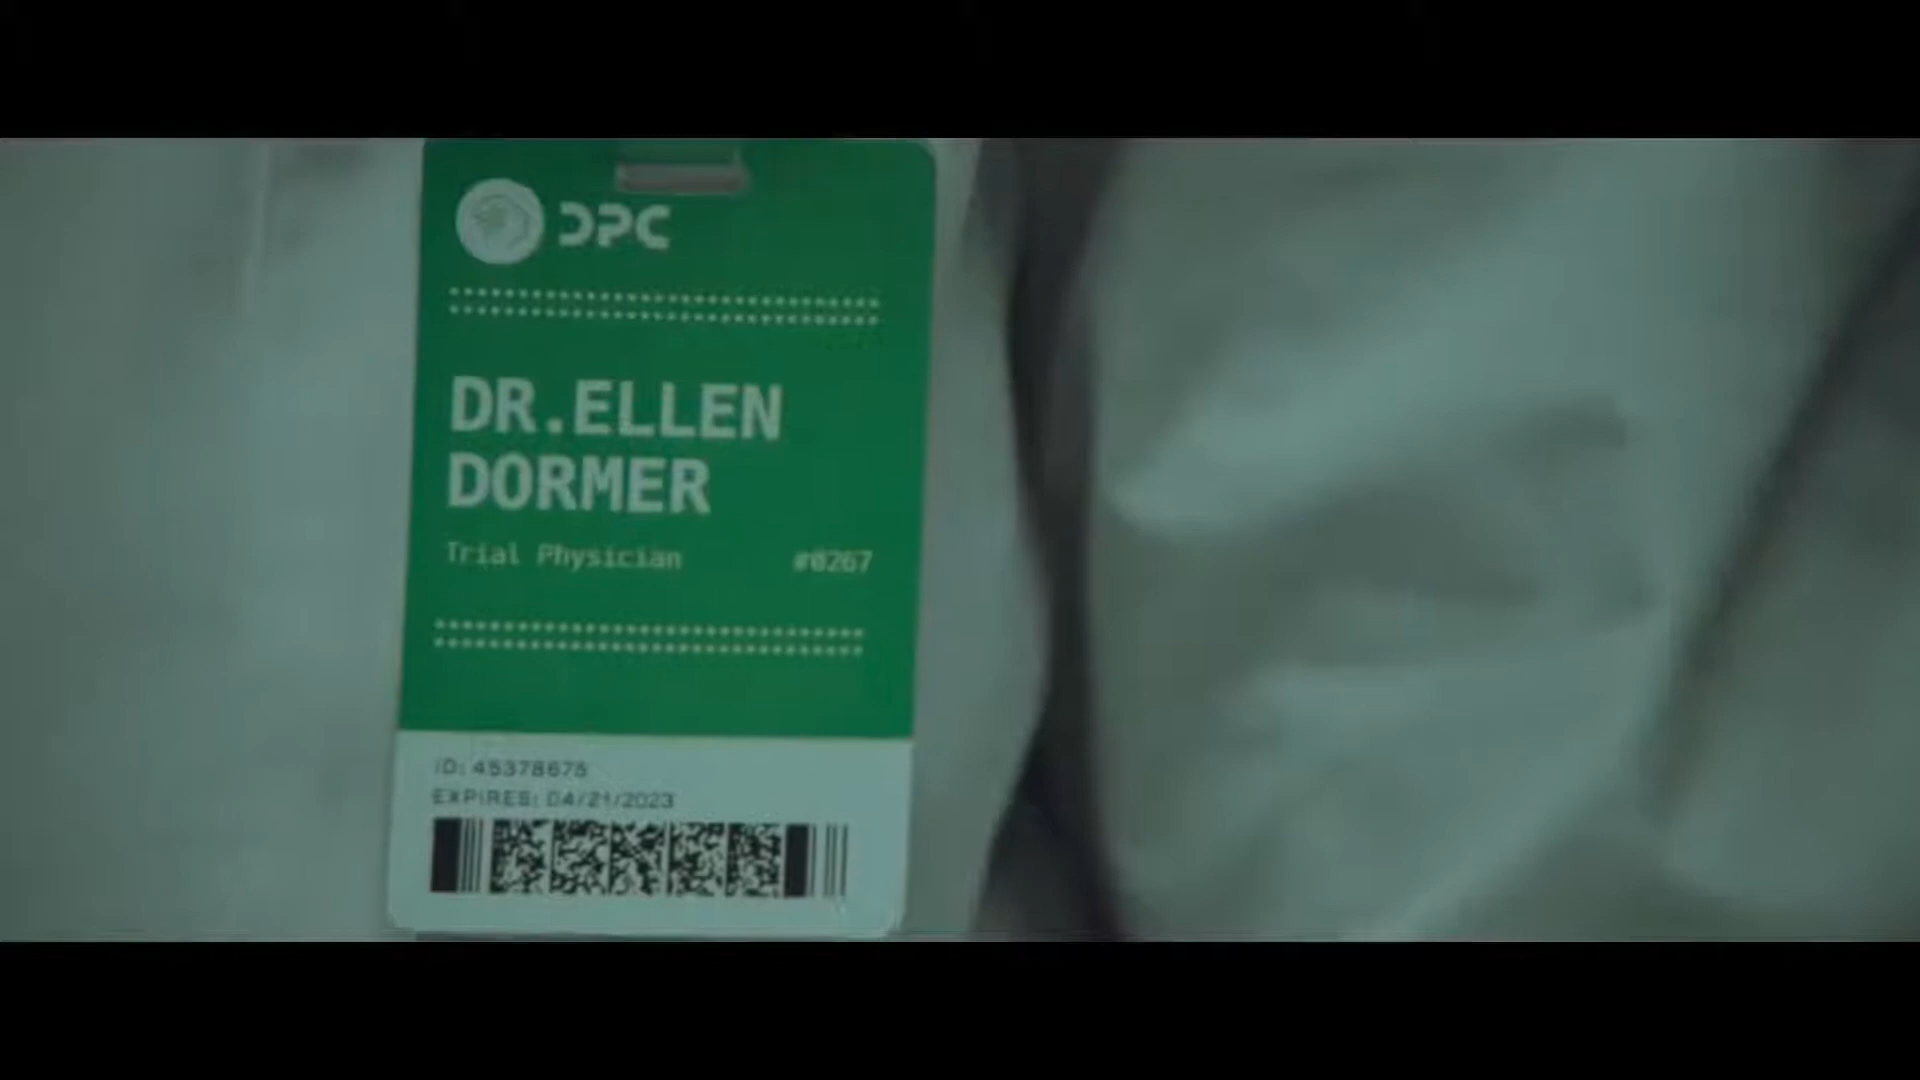 DPC
DR.ELLEN
DORMER
Trial Physician #0267
ID: 45378675
EXPIRES: 04/21/2023